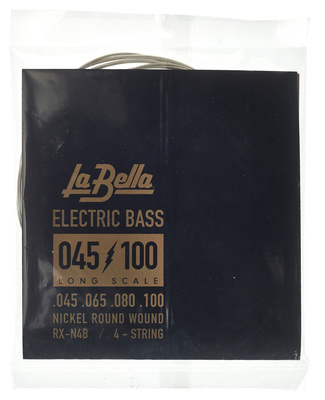 La Bella
ELECTRIC BASS
045 100
LONG SCALE
.045 .065 .080 .100
NICKEL ROUND WOUND
RX-N4B / 4 - STRING